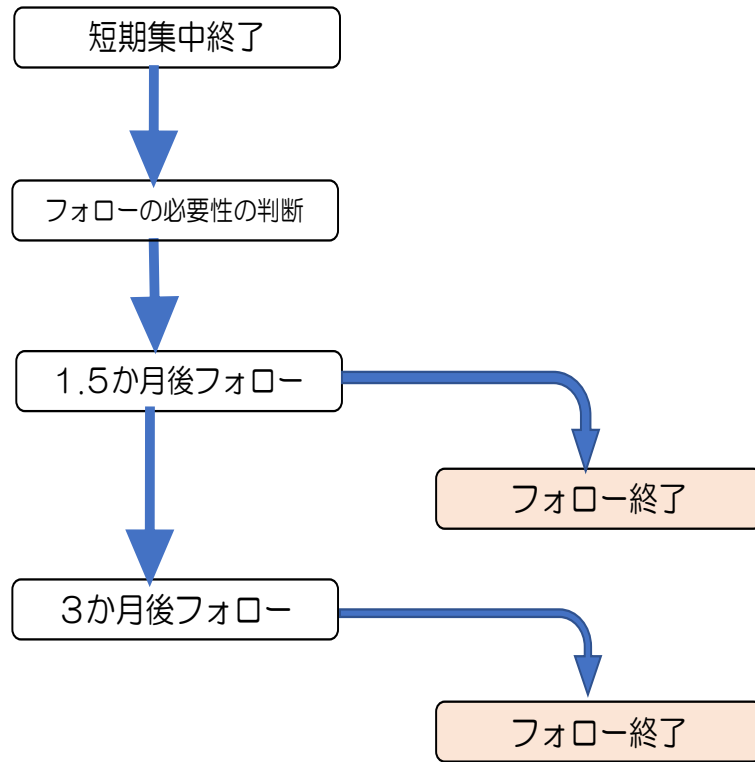 短期集中終了
フォローの必要性の判断
１.５か月後フォロー
フォロー終了
３か月後フォロー
フォロー終了